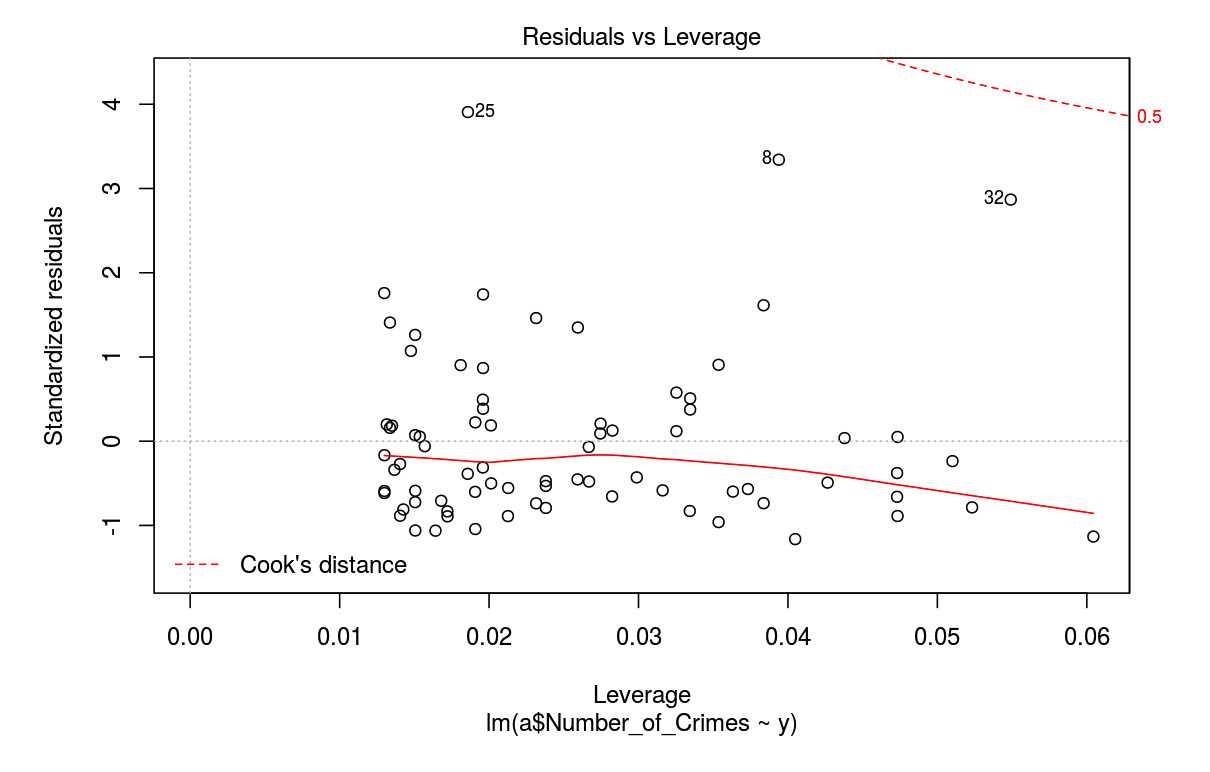 Residuals vs Leverage
Standardized residuals
4
3
2
1
0
-1
25
8
32
0.5
Cook's distance
0.00 0.01 0.02 0.03 0.04 0.05 0.06
Leverage
lm(a$Number_of_Crimes ~ y)